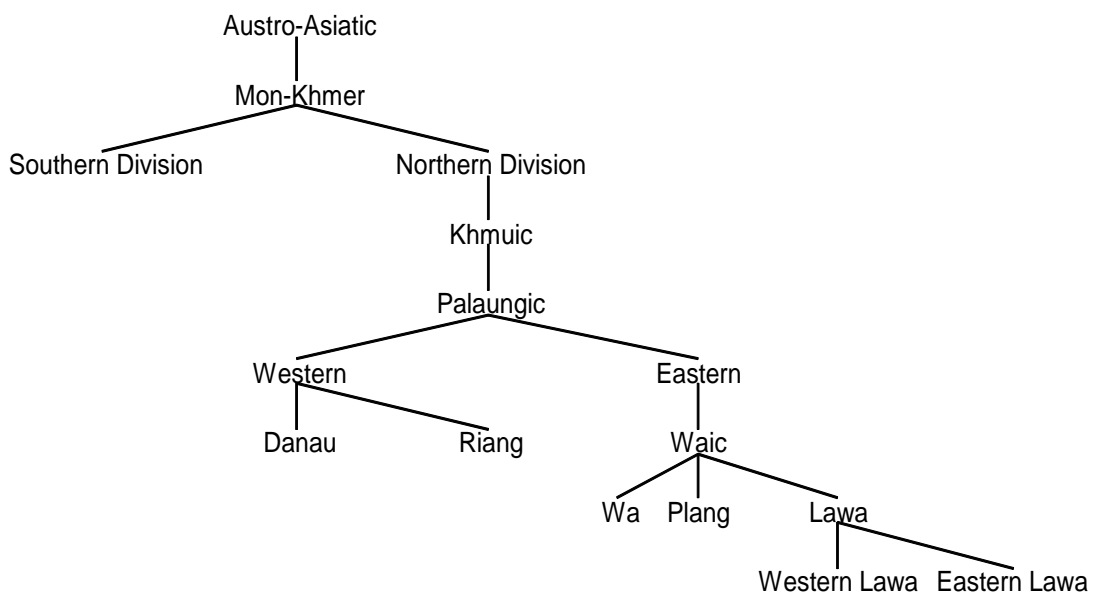 Austro-Asiatic
Mon-Khmer
Southern Division Northern Division
Khmuic
Palaungic
Western Eastern
Danau Riang Waic
Wa Plang Lawa
Western Lawa Eastern Lawa